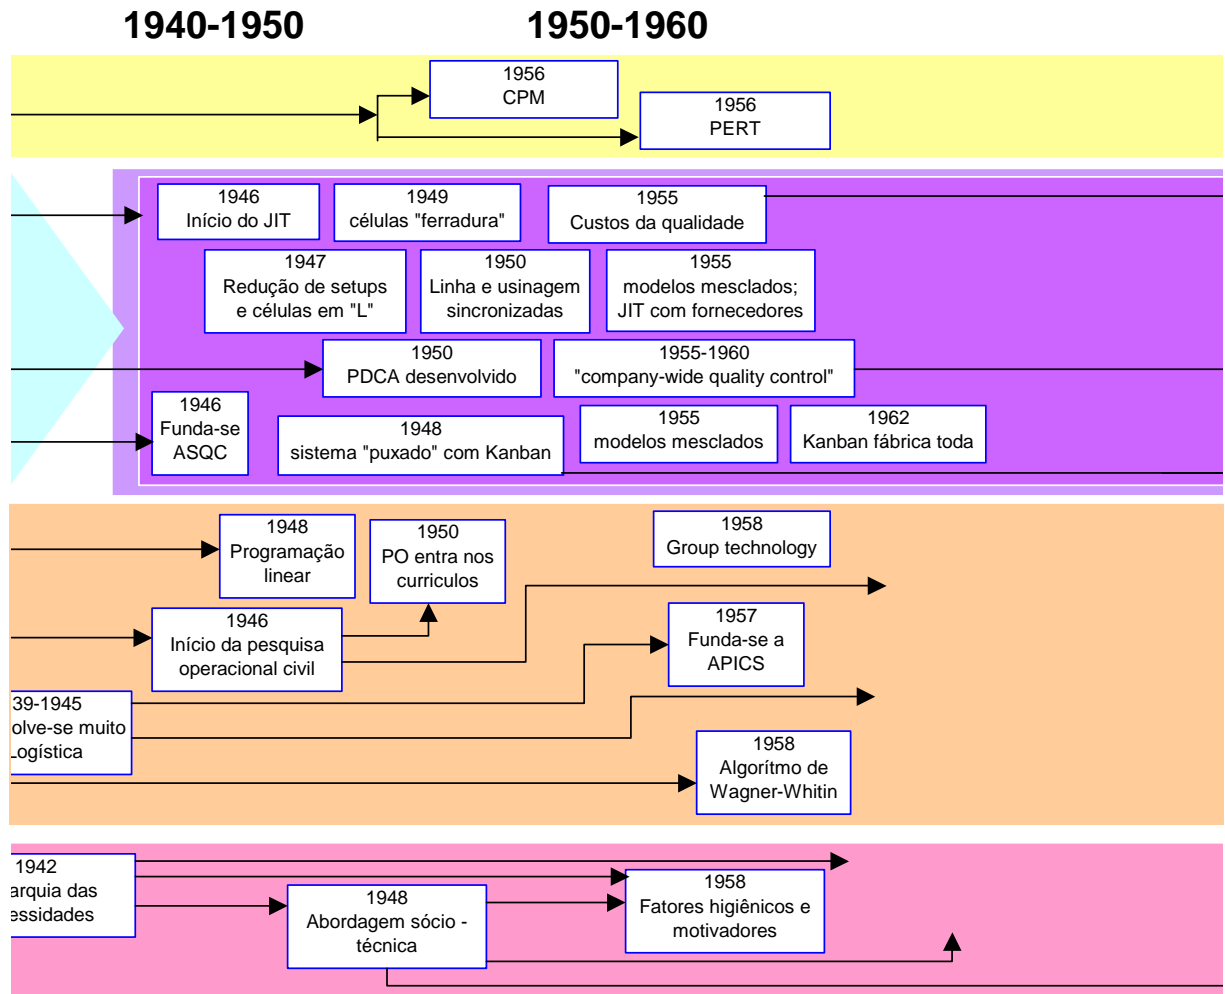 1940-1950
1950-1960
1956
CPM
1956
PERT
1946
Início do JIT
1949
células "ferradura"
1955
Custos da qualidade
1947
Redução de setups
e células em "L"
1950
Linha e usinagem
sincronizadas
1955
modelos mesclados;
JIT com fornecedores
1950
PDCA desenvolvido
1955-1960
"company-wide quality control"
1946
Funda-se
ASQC
1948
sistema "puxado" com Kanban
1955
modelos mesclados
1962
Kanban fábrica toda
1948
Programação
linear
1950
PO entra nos
curriculos
1958
Group technology
1946
Início da pesquisa
operacional civil
1957
Funda-se a
APICS
39-1945
olve-se muito
Logística
1958
Algorítmo de
Wagner-Whitin
1942
arquia das
essidades
1948
Abordagem sócio -
técnica
1958
Fatores higiênicos e
motivadores